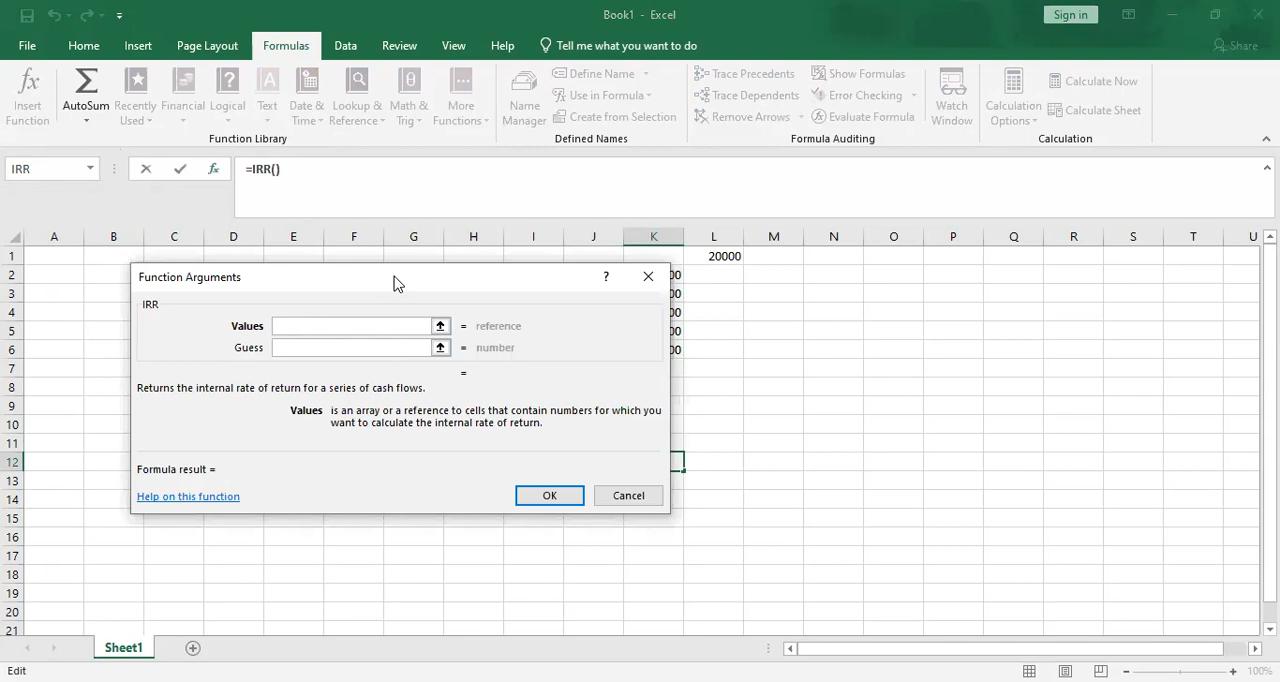 Book1 - Excel
Sign in
File Home Insert Page Layout Formulas Data Review View Help Tell me what you want to do Share
Insert Function
AutoSum
Recently Used
Financial
Logical
Text
Date & Time
Lookup & Reference
Math & Trig
More Functions
Function Library
Name Manager
Define Name
Use in Formula
Create from Selection
Defined Names
Trace Precedents
Trace Dependents
Remove Arrows
Show Formulas
Error Checking
Evaluate Formula
Formula Auditing
Watch Window
Calculation Options
Calculate Now
Calculate Sheet
Calculation
IRR fx =IRR()
A B C D E F G H I J K L M N O P Q R S T U
1 20000
2 00
3 00
4 00
5 00
6 00
7
8
9
10
11
12
13
14
15
16
17
18
19
20
21
Function Arguments ?
IRR
Values = reference
Guess = number
=
Returns the internal rate of return for a series of cash flows.
Values is an array or a reference to cells that contain numbers for which you
want to calculate the internal rate of return.
Formula result =
Help on this function
OK Cancel
Sheet1
Edit 100%